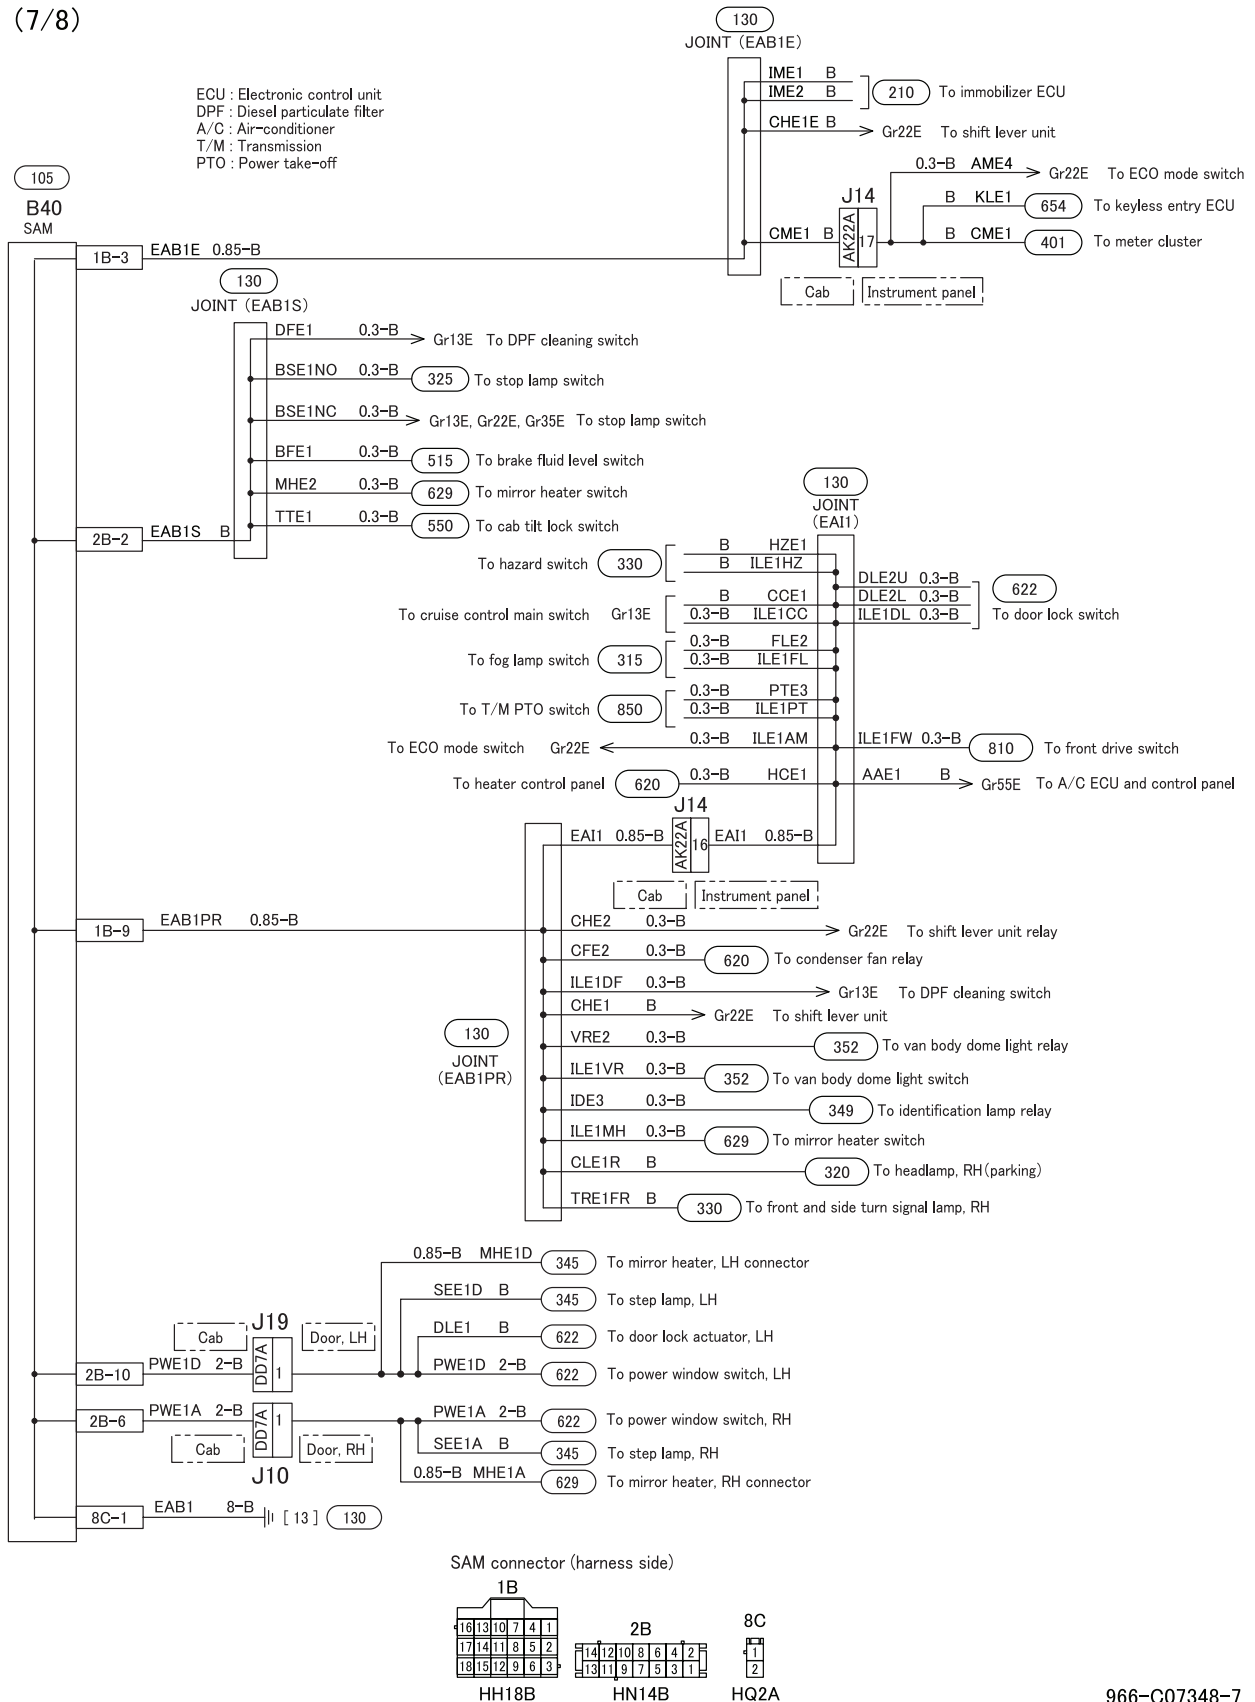 (7/8)
ECU : Electronic control unit
DPF : Diesel particulate filter
A/C : Air-conditioner
T/M : Transmission
PTO : Power take-off
130
JOINT (EAB1E)
IME1 B
IME2 B
210 To immobilizer ECU
CHE1E B Gr22E To shift lever unit
0.3-B AME4 Gr22E To ECO mode switch
J14
B KLE1 654 To keyless entry ECU
CME1 B AK22A 17 B CME1 401 To meter cluster
Cab Instrument panel
105
B40
SAM
1B-3 EAB1E 0.85-B
130
JOINT (EAB1S)
DFE1 0.3-B Gr13E To DPF cleaning switch
BSE1NO 0.3-B 325 To stop lamp switch
BSE1NC 0.3-B Gr13E, Gr22E, Gr35E To stop lamp switch
BFE1 0.3-B 515 To brake fluid level switch
MHE2 0.3-B 629 To mirror heater switch
TTE1 0.3-B 550 To cab tilt lock switch
2B-2 EAB1S B
130
JOINT
(EAI1)
To hazard switch 330
B HZE1
B ILE1HZ
DLE2U 0.3-B
DLE2L 0.3-B
ILE1DL 0.3-B
622
To door lock switch
To cruise control main switch Gr13E
B CCE1
0.3-B ILE1CC
To fog lamp switch 315
0.3-B FLE2
0.3-B ILE1FL
To T/M PTO switch 850
0.3-B PTE3
0.3-B ILE1PT
To ECO mode switch Gr22E 0.3-B ILE1AM
ILE1FW 0.3-B 810 To front drive switch
To heater control panel 620 0.3-B HCE1
AAE1 B Gr55E To A/C ECU and control panel
J14
EAI1 0.85-B AK22A 16 EAI1 0.85-B
Cab Instrument panel
1B-9 EAB1PR 0.85-B
CHE2 0.3-B Gr22E To shift lever unit relay
CFE2 0.3-B 620 To condenser fan relay
ILE1DF 0.3-B Gr13E To DPF cleaning switch
CHE1 B Gr22E To shift lever unit
130
JOINT
(EAB1PR)
VRE2 0.3-B 352 To van body dome light relay
ILE1VR 0.3-B 352 To van body dome light switch
IDE3 0.3-B 349 To identification lamp relay
ILE1MH 0.3-B 629 To mirror heater switch
CLE1R B 320 To headlamp, RH(parking)
TRE1FR B 330 To front and side turn signal lamp, RH
0.85-B MHE1D 345 To mirror heater, LH connector
SEE1D B 345 To step lamp, LH
J19
Cab Door, LH
DLE1 B 622 To door lock actuator, LH
2B-10 PWE1D 2-B DD7A 1 PWE1D 2-B 622 To power window switch, LH
2B-6 PWE1A 2-B DD7A 1 PWE1A 2-B 622 To power window switch, RH
Cab Door, RH
J10
SEE1A B 345 To step lamp, RH
0.85-B MHE1A 629 To mirror heater, RH connector
8C-1 EAB1 8-B [ 13 ] 130
SAM connector (harness side)
1B
16 13 10 7 4 1
17 14 11 8 5 2
18 15 12 9 6 3
HH18B
2B
14 12 10 8 6 4 2
13 11 9 7 5 3 1
HN14B
8C
1
2
HQ2A
966-C07348-7